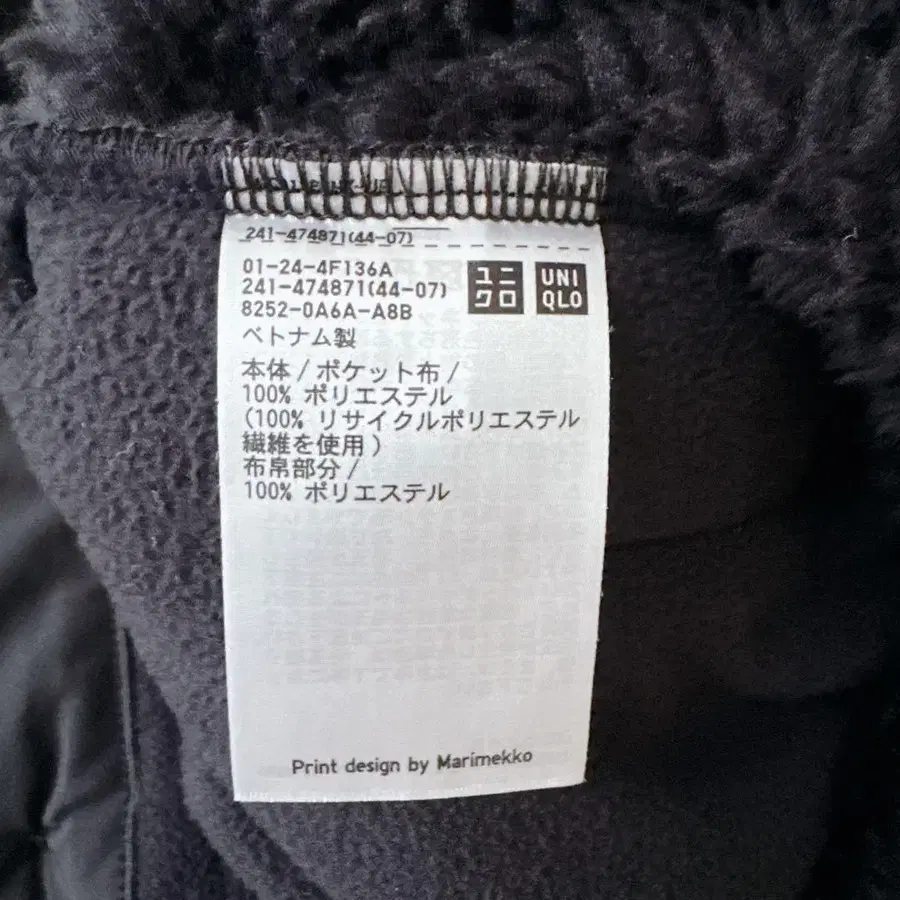 241-474871(44-07)
01-24-4F136A
241-474871(44-07)
8252-0A6A-A8B
ユニクロ
UNIQLO
ベトナム製
本体 / ポケット布 /
100% ポリエステル
(100% リサイクルポリエステル
繊維を使用 )
布帛部分 /
100% ポリエステル
Print design by Marimekko